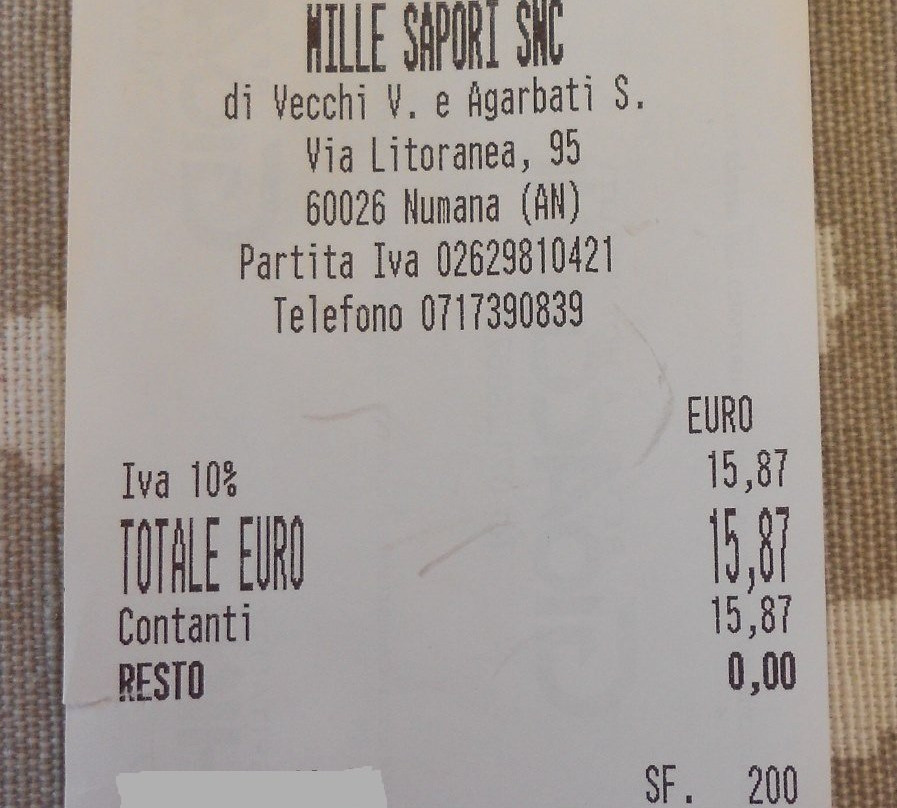 MILLE SAPORI SNC
di Vecchi V. e Agarbati S.
Via Litoranea, 95
60026 Numana (AN)
Partita Iva 02629810421
Telefono 0717390839
EURO
Iva 10% 15,87
TOTALE EURO 15,87
Contanti 15,87
RESTO 0,00
SF. 200